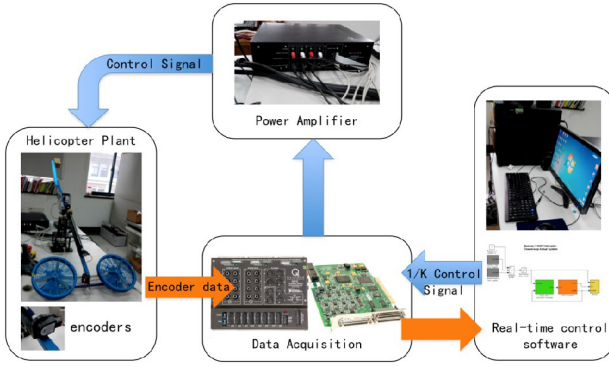 Control Signal
Power Amplifier
Helicopter Plant
encoders
Encoder data
Q
Data Acquisition
1/K Control
Signal
Real-time control
software